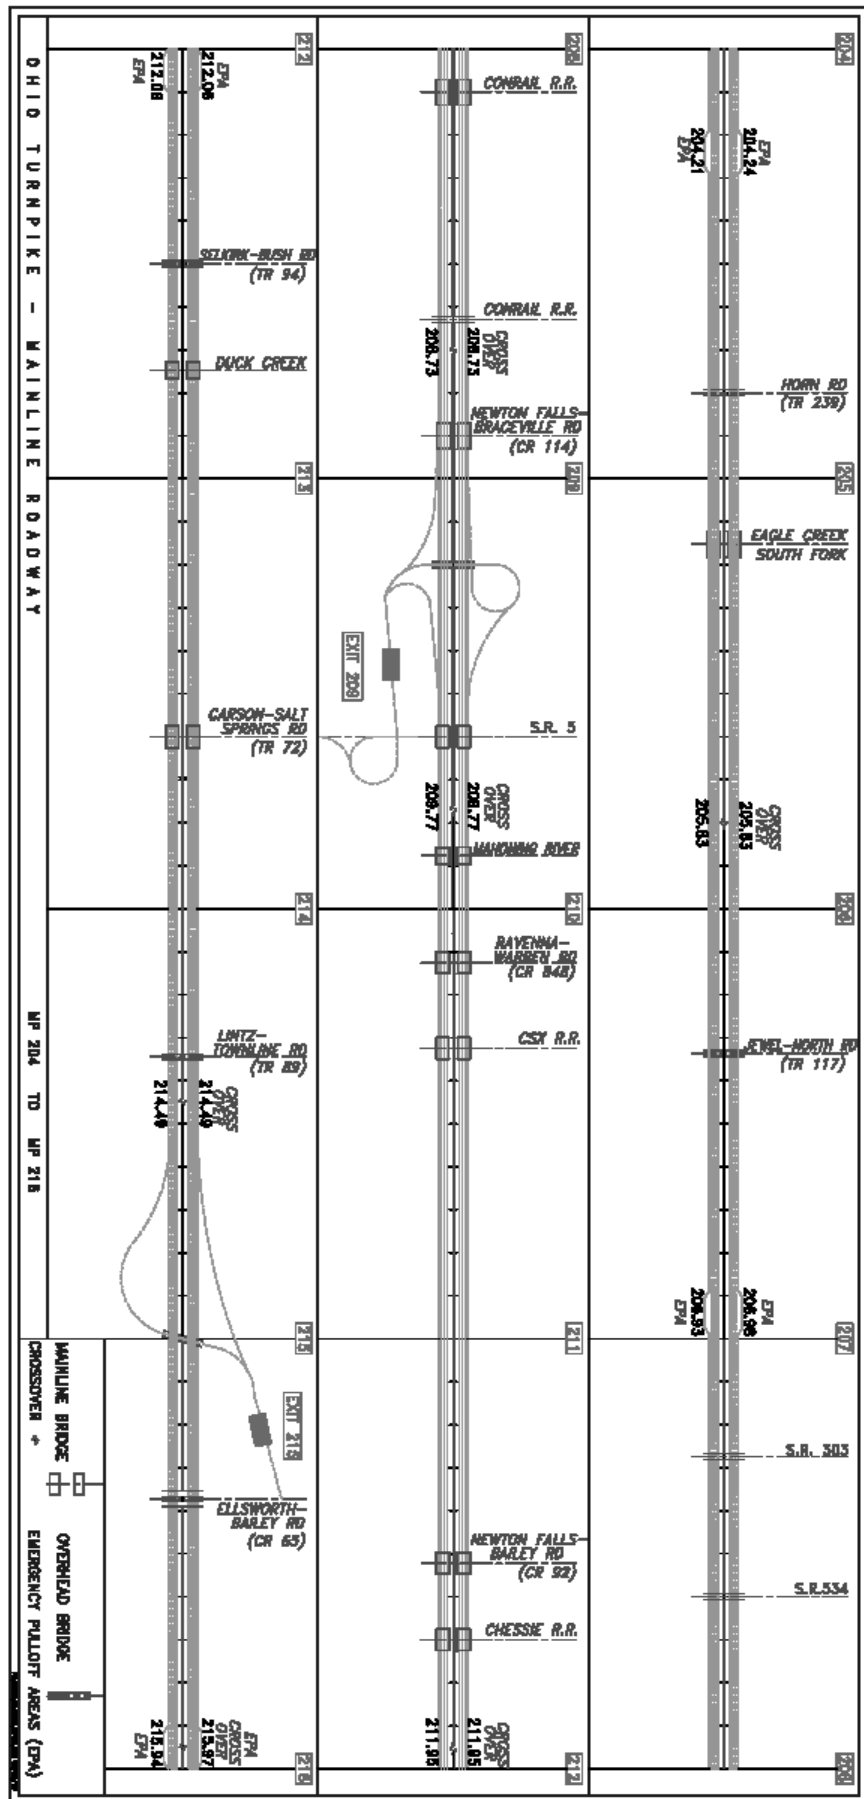 204
205
206
207
208
EPA
204.24
204.21
EPA
HORN RD
(TR 239)
EAGLE CREEK
SOUTH FORK
CROSS
OVER
205.83
205.83
JEWEL-NORTH RD
(TR 117)
EPA
206.98
206.93
EPA
S.R. 303
S.R.534
208
209
210
211
212
CONRAIL R.R.
CONRAIL R.R.
CROSS
OVER
208.73
208.73
NEWTON FALLS-
BRACEVILLE RD
(CR 114)
EXIT 209
S.R. 5
CROSS
OVER
209.77
209.77
MAHONING RIVER
RAVENNA-
WARREN RD
(CR 848)
CSX R.R.
NEWTON FALLS-
BAILEY RD
(CR 92)
CHESSIE R.R.
CROSS
OVER
211.95
211.95
212
213
214
215
216
EPA
212.06
212.08
EPA
SELKIRK-BUSH RD
(TR 94)
DUCK CREEK
CARSON-SALT
SPRINGS RD
(TR 72)
LINTZ-
TOWNLINE RD
(TR 89)
CROSS
OVER
214.49
214.49
EXIT 215
ELLSWORTH-
BAILEY RD
(CR 65)
EPA
CROSS
OVER
215.97
215.94
EPA
OHIO TURNPIKE - MAINLINE ROADWAY MP 204 TO MP 216
MAINLINE BRIDGE OVERHEAD BRIDGE
CROSSOVER + EMERGENCY PULLOFF AREAS (EPA)